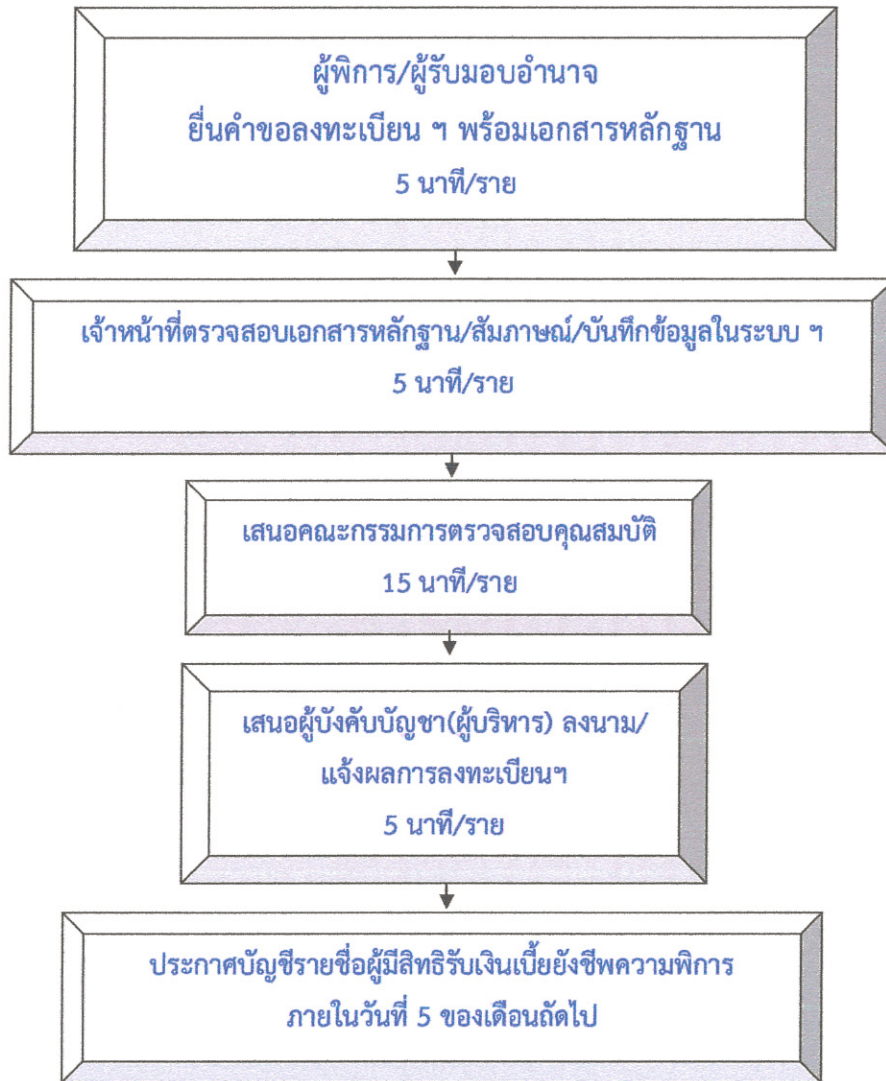 ผู้พิการ/ผู้รับมอบอำนาจ
ยื่นคำขอลงทะเบียน ฯ พร้อมเอกสารหลักฐาน
5 นาที/ราย
เจ้าหน้าที่ตรวจสอบเอกสารหลักฐาน/สัมภาษณ์/บันทึกข้อมูลในระบบ ฯ
5 นาที/ราย
เสนอคณะกรรมการตรวจสอบคุณสมบัติ
15 นาที/ราย
เสนอผู้บังคับบัญชา(ผู้บริหาร) ลงนาม/
แจ้งผลการลงทะเบียนฯ
5 นาที/ราย
ประกาศบัญชีรายชื่อผู้มีสิทธิรับเงินเบี้ยยังชีพความพิการ
ภายในวันที่ 5 ของเดือนถัดไป